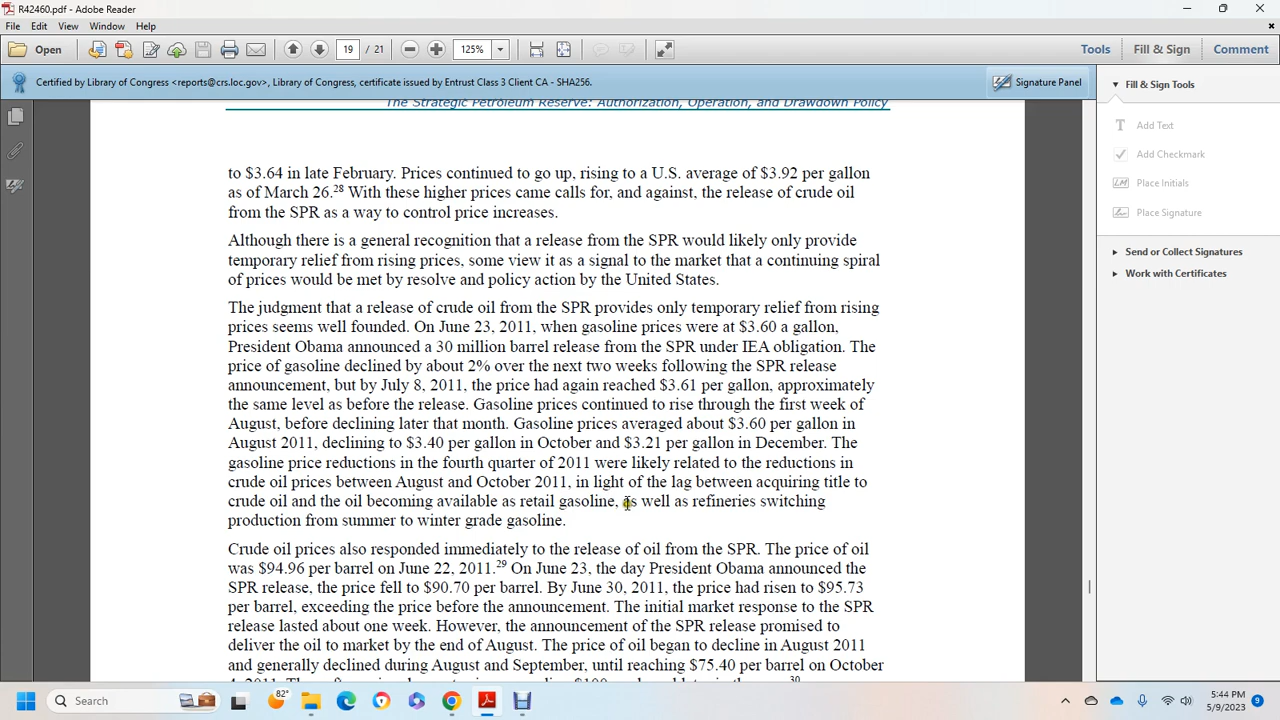 R42460.pdf - Adobe Reader
File Edit View Window Help
Open 19 / 21 125% Tools Fill & Sign Comment
Certified by Library of Congress <reports@crs.loc.gov>, Library of Congress, certificate issued by Entrust Class 3 Client CA - SHA256. Signature Panel
The Strategic Petroleum Reserve: Authorization, Operation, and Drawdown Policy
to $3.64 in late February. Prices continued to go up, rising to a U.S. average of $3.92 per gallon
as of March 26.28 With these higher prices came calls for, and against, the release of crude oil
from the SPR as a way to control price increases.
Although there is a general recognition that a release from the SPR would likely only provide
temporary relief from rising prices, some view it as a signal to the market that a continuing spiral
of prices would be met by resolve and policy action by the United States.
The judgment that a release of crude oil from the SPR provides only temporary relief from rising
prices seems well founded. On June 23, 2011, when gasoline prices were at $3.60 a gallon,
President Obama announced a 30 million barrel release from the SPR under IEA obligation. The
price of gasoline declined by about 2% over the next two weeks following the SPR release
announcement, but by July 8, 2011, the price had again reached $3.61 per gallon, approximately
the same level as before the release. Gasoline prices continued to rise through the first week of
August, before declining later that month. Gasoline prices averaged about $3.60 per gallon in
August 2011, declining to $3.40 per gallon in October and $3.21 per gallon in December. The
gasoline price reductions in the fourth quarter of 2011 were likely related to the reductions in
crude oil prices between August and October 2011, in light of the lag between acquiring title to
crude oil and the oil becoming available as retail gasoline, as well as refineries switching
production from summer to winter grade gasoline.
Crude oil prices also responded immediately to the release of oil from the SPR. The price of oil
was $94.96 per barrel on June 22, 2011.29 On June 23, the day President Obama announced the
SPR release, the price fell to $90.70 per barrel. By June 30, 2011, the price had risen to $95.73
per barrel, exceeding the price before the announcement. The initial market response to the SPR
release lasted about one week. However, the announcement of the SPR release promised to
deliver the oil to market by the end of August. The price of oil began to decline in August 2011
and generally declined during August and September, until reaching $75.40 per barrel on October
30
Fill & Sign Tools
Add Text
Add Checkmark
Place Initials
Place Signature
Send or Collect Signatures
Work with Certificates
Search 82° 5:44 PM
5/9/2023 9